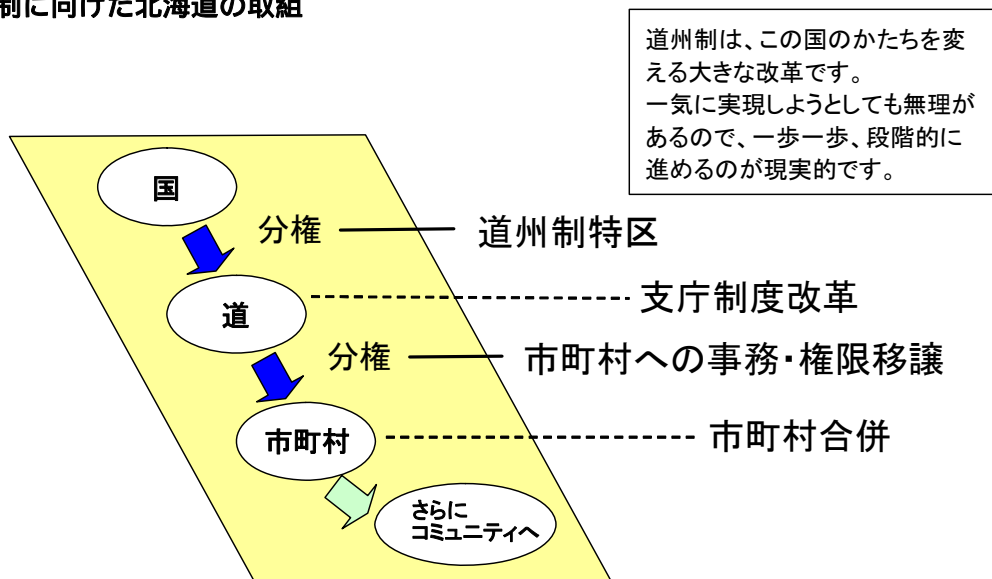 制に向けた北海道の取組
道州制は、この国のかたちを変
える大きな改革です。
一気に実現しようとしても無理が
あるので、一歩一歩、段階的に
進めるのが現実的です。
国
分権
道州制特区
道
支庁制度改革
分権
市町村への事務・権限移譲
市町村
市町村合併
さらに
コミュニティへ